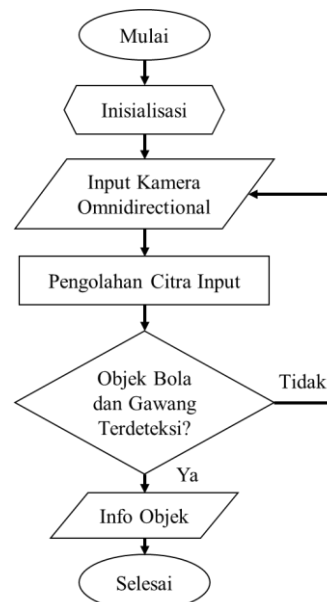 Mulai
Inisialisasi
Input Kamera
Omnidirectional
Pengolahan Citra Input
Objek Bola
dan Gawang
Terdeteksi?
Tidak
Ya
Info Objek
Selesai